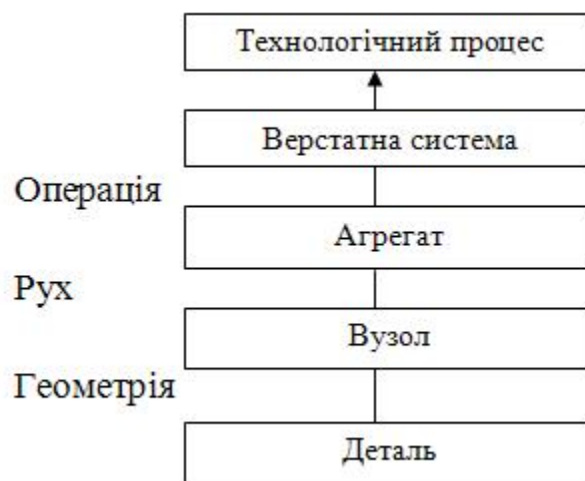 Технологічний процес
Верстатна система
Операція
Агрегат
Рух
Вузол
Геометрія
Деталь